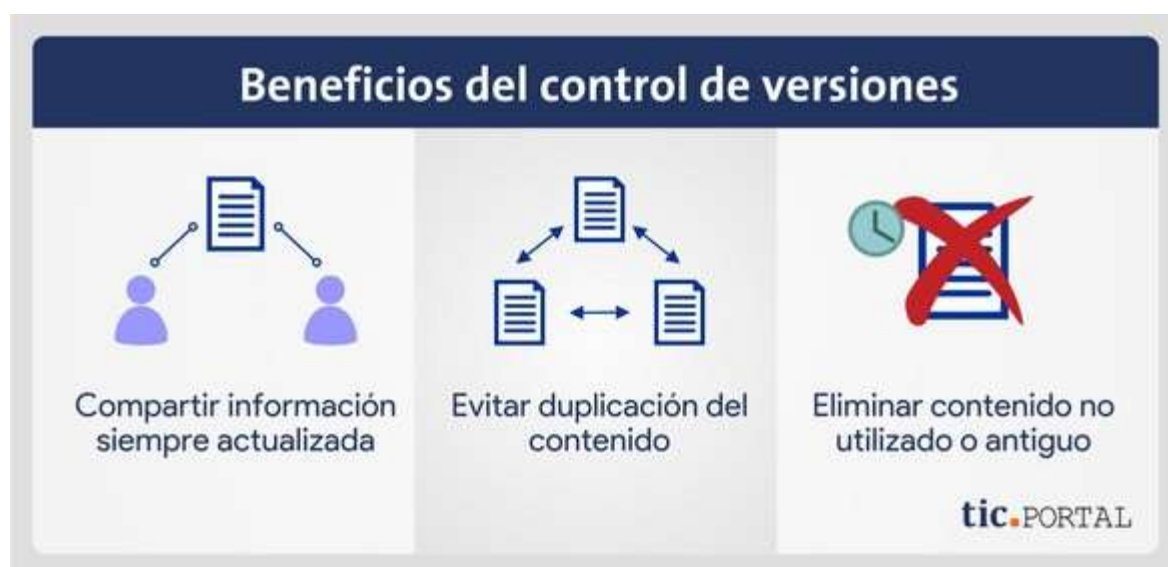 Beneficios del control de versiones
Compartir información
siempre actualizada
Evitar duplicación del
contenido
Eliminar contenido no
utilizado o antiguo
tic.PORTAL